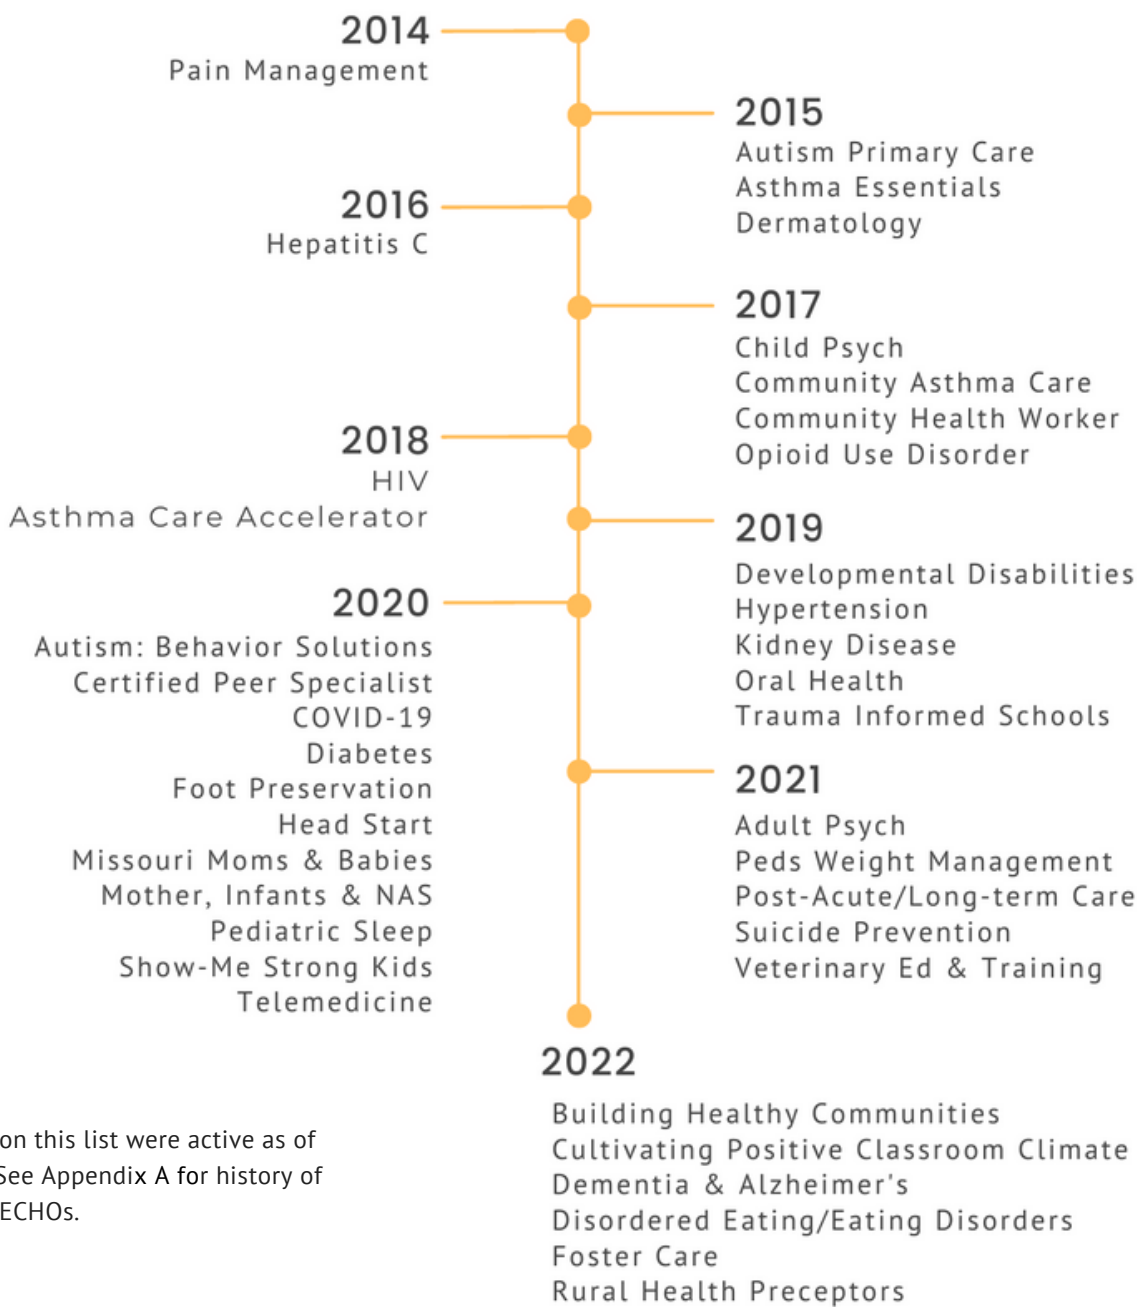 2014
Pain Management
2015
Autism Primary Care
Asthma Essentials
Dermatology
2016
Hepatitis C
2017
Child Psych
Community Asthma Care
Community Health Worker
Opioid Use Disorder
2018
HIV
Asthma Care Accelerator
2019
Developmental Disabilities
Hypertension
Kidney Disease
Oral Health
Trauma Informed Schools
2020
Autism: Behavior Solutions
Certified Peer Specialist
COVID-19
Diabetes
Foot Preservation
Head Start
Missouri Moms & Babies
Mother, Infants & NAS
Pediatric Sleep
Show-Me Strong Kids
Telemedicine
2021
Adult Psych
Peds Weight Management
Post-Acute/Long-term Care
Suicide Prevention
Veterinary Ed & Training
2022
Building Healthy Communities
Cultivating Positive Classroom Climate
Dementia & Alzheimer's
Disordered Eating/Eating Disorders
Foster Care
Rural Health Preceptors
on this list were active as of
See Appendix A for history of
ECHOs.